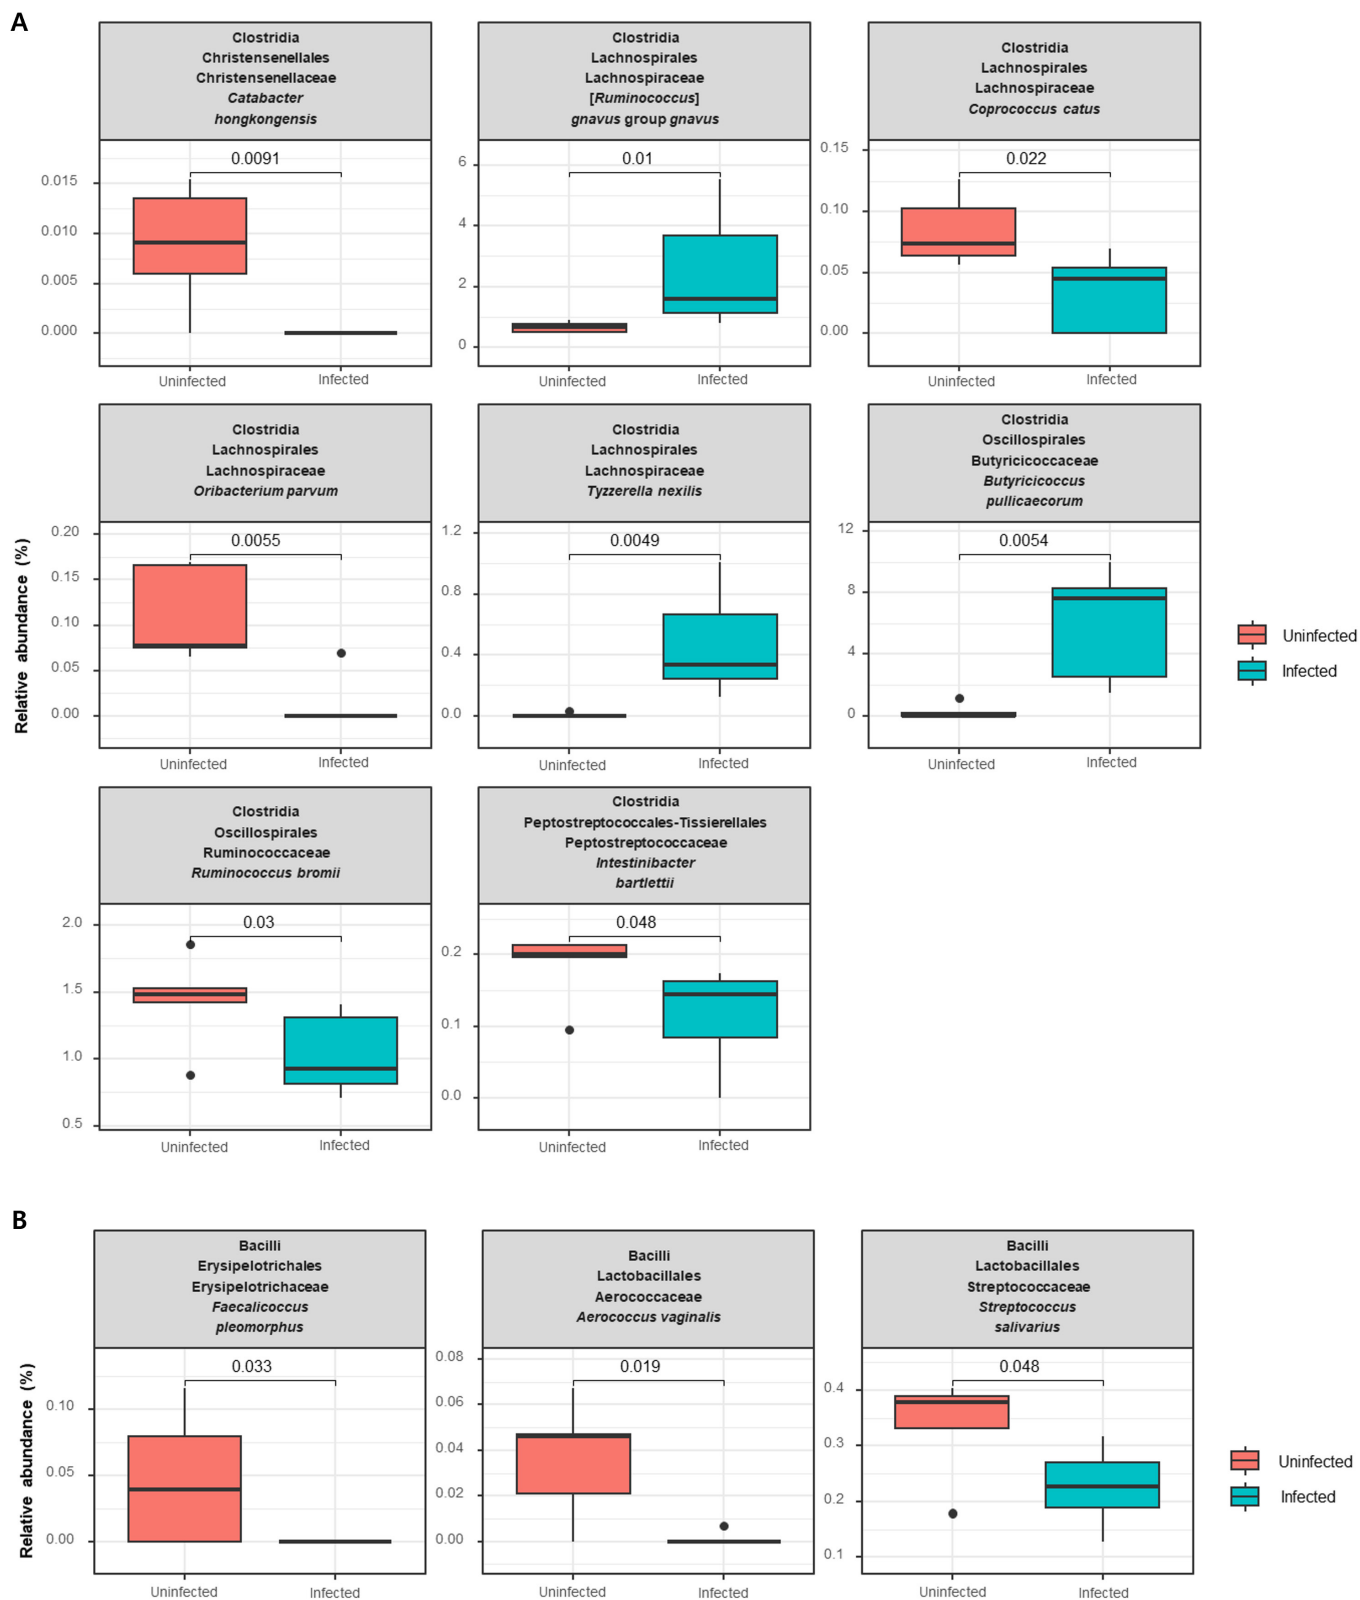 A
Clostridia
Christensenellales
Christensenellaceae
Catabacter
hongkongensis
0.0091
0.015
0.010
0.005
0.000
Uninfected
Infected
Clostridia
Lachnospirales
Lachnospiraceae
[Ruminococcus]
gnavus group gnavus
0.01
6
4
2
0
Uninfected
Infected
Clostridia
Lachnospirales
Lachnospiraceae
Coprococcus catus
0.022
0.15
0.10
0.05
0.00
Uninfected
Infected
Relative abundance (%)
Clostridia
Lachnospirales
Lachnospiraceae
Oribacterium parvum
0.0055
0.20
0.15
0.10
0.05
0.00
Uninfected
Infected
Clostridia
Lachnospirales
Lachnospiraceae
Tyzzerella nexilis
0.0049
1.2
0.8
0.4
0.0
Uninfected
Infected
Clostridia
Oscillospirales
Butyricicoccaceae
Butyricicoccus
pullicaecorum
0.0054
12
8
4
0
Uninfected
Infected
Uninfected
Infected
Clostridia
Oscillospirales
Ruminococcaceae
Ruminococcus bromii
0.03
2.0
1.5
1.0
0.5
Uninfected
Infected
Clostridia
Peptostreptococcales-Tissierellales
Peptostreptococcaceae
Intestinibacter
bartlettii
0.048
0.2
0.1
0.0
Uninfected
Infected
B
Relative abundance (%)
Bacilli
Erysipelotrichales
Erysipelotrichaceae
Faecalicoccus
pleomorphus
0.033
0.10
0.05
0.00
Uninfected
Infected
Bacilli
Lactobacillales
Aerococcaceae
Aerococcus vaginalis
0.019
0.08
0.06
0.04
0.02
0.00
Uninfected
Infected
Bacilli
Lactobacillales
Streptococcaceae
Streptococcus
salivarius
0.048
0.4
0.3
0.2
0.1
Uninfected
Infected
Uninfected
Infected